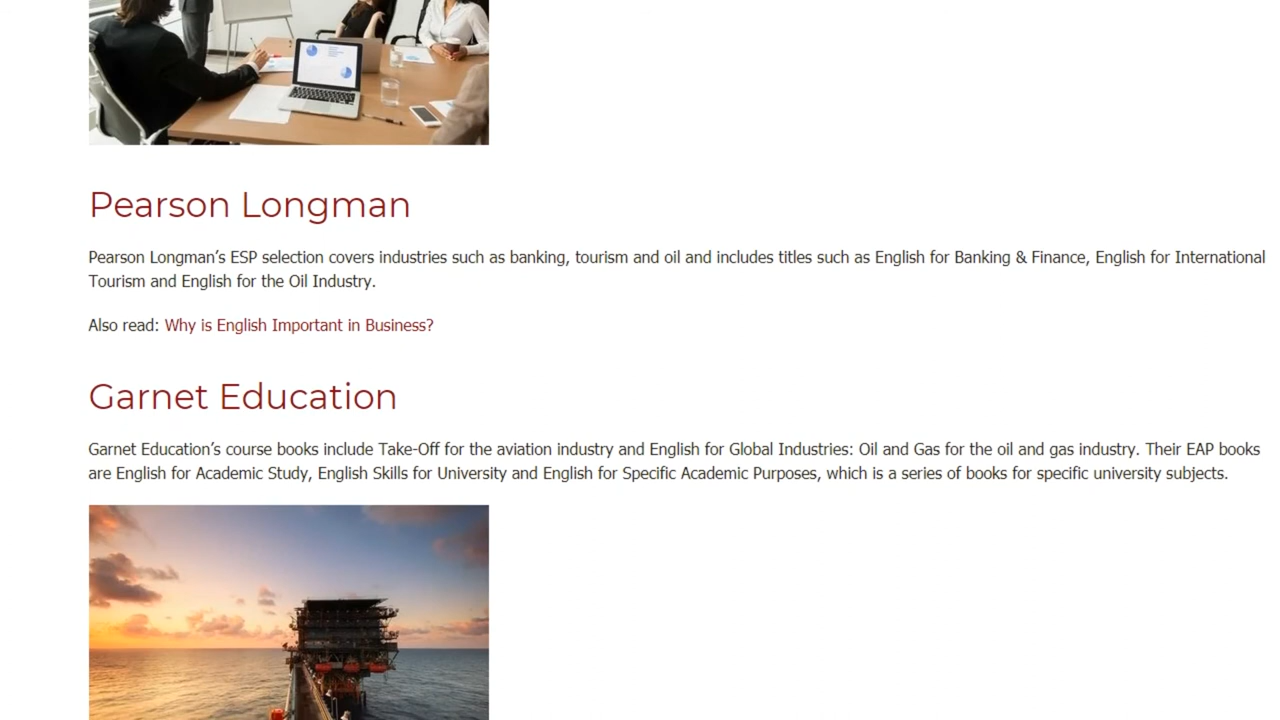 Pearson Longman
Pearson Longman’s ESP selection covers industries such as banking, tourism and oil and includes titles such as English for Banking & Finance, English for International
Tourism and English for the Oil Industry.
Also read: Why is English Important in Business?
Garnet Education
Garnet Education’s course books include Take-Off for the aviation industry and English for Global Industries: Oil and Gas for the oil and gas industry. Their EAP books
are English for Academic Study, English Skills for University and English for Specific Academic Purposes, which is a series of books for specific university subjects.